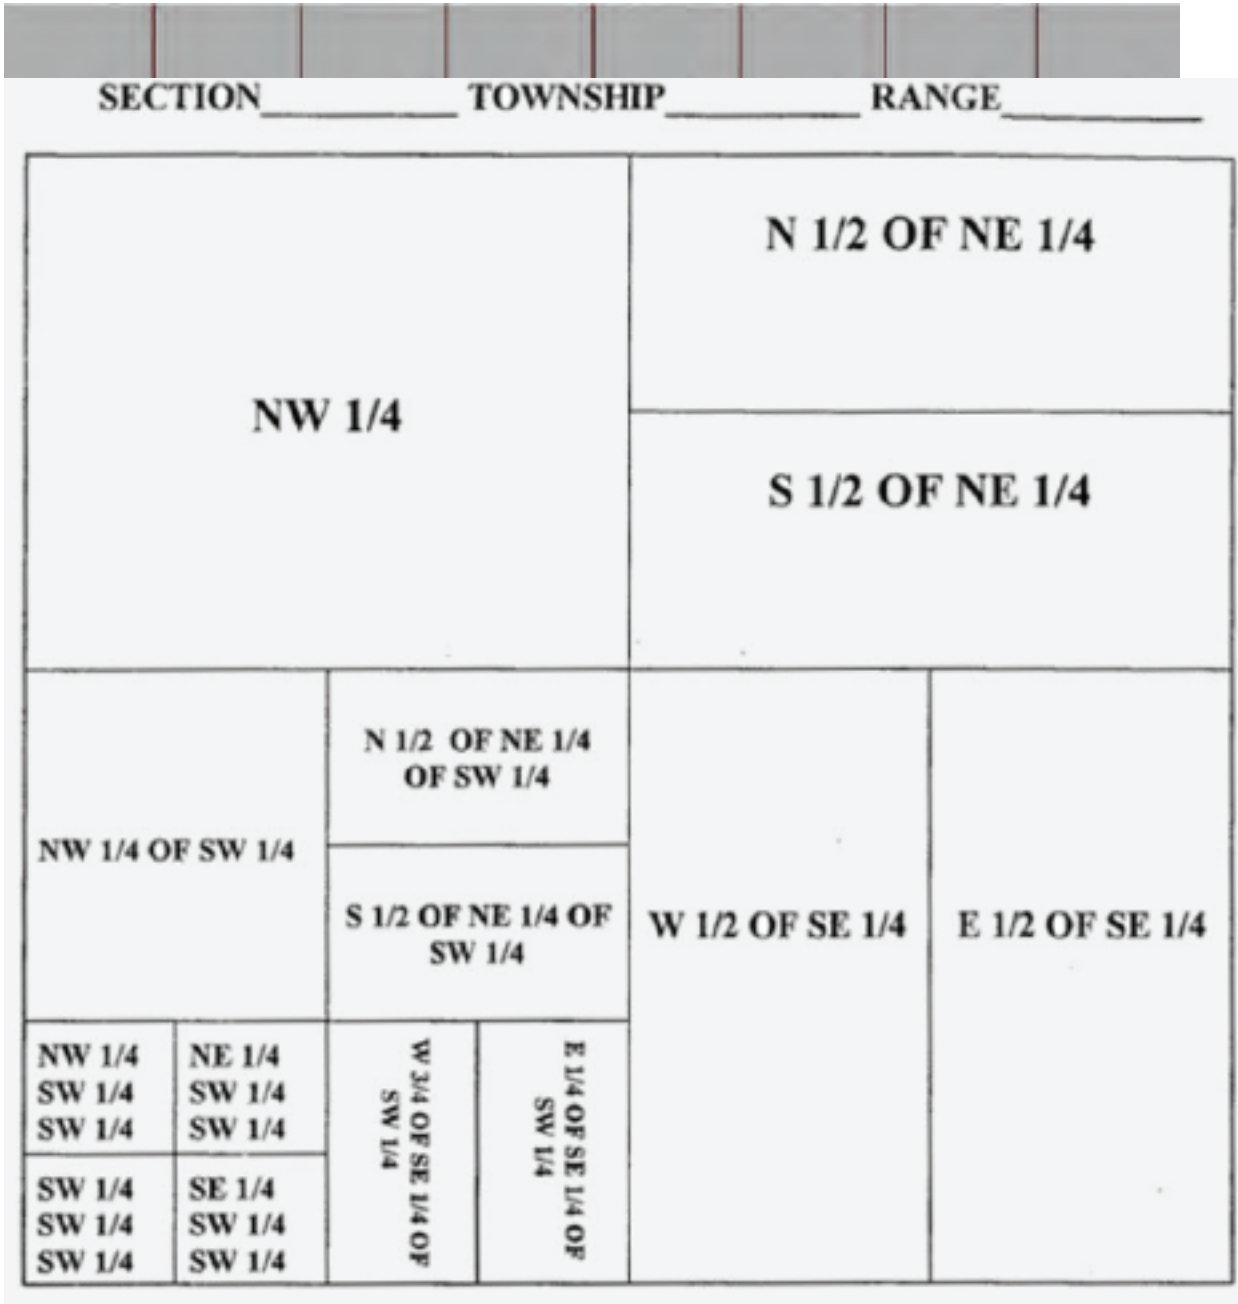 SECTION_________ TOWNSHIP_________ RANGE_________
N 1/2 OF NE 1/4
NW 1/4
S 1/2 OF NE 1/4
N 1/2 OF NE 1/4
OF SW 1/4
NW 1/4 OF SW 1/4
S 1/2 OF NE 1/4 OF
SW 1/4
W 1/2 OF SE 1/4
E 1/2 OF SE 1/4
NW 1/4
SW 1/4
SW 1/4
NE 1/4
SW 1/4
SW 1/4
SW 1/4
SW 1/4
SW 1/4
SE 1/4
SW 1/4
SW 1/4
W 3/4 OF SE 1/4 OF
SW 1/4
E 1/4 OF SE 1/4 OF
SW 1/4